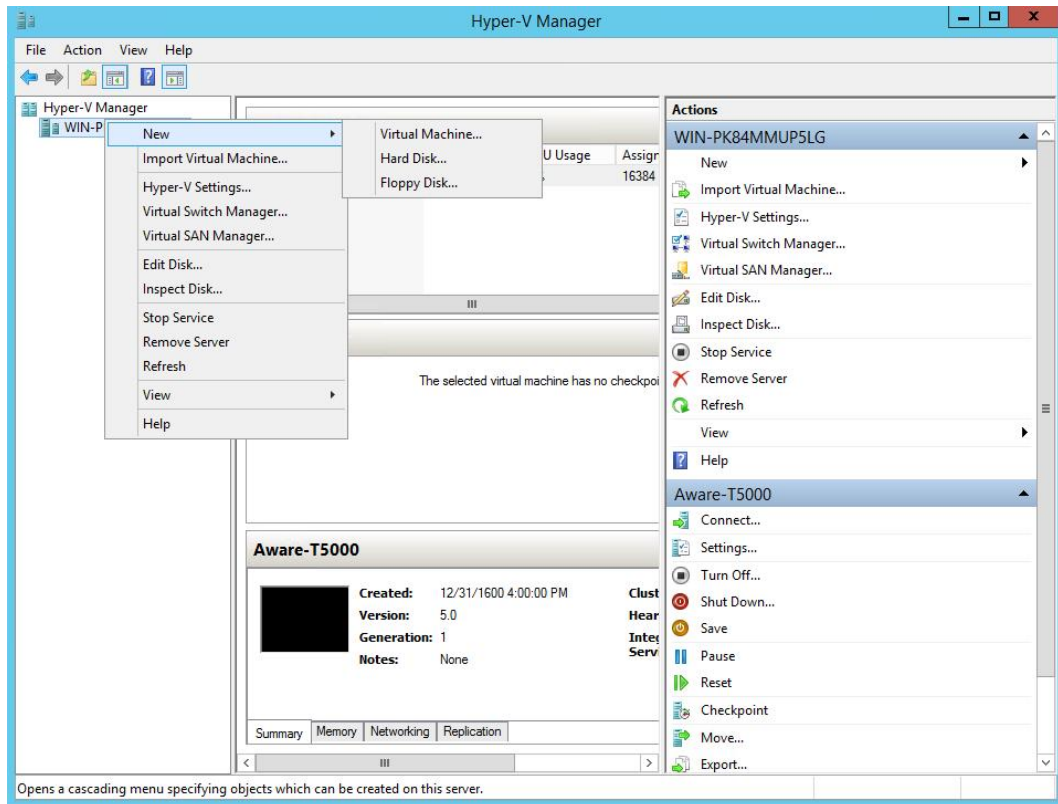 Hyper-V Manager
File Action View Help
Hyper-V Manager
WIN-P
New
Import Virtual Machine...
Hyper-V Settings...
Virtual Switch Manager...
Virtual SAN Manager...
Edit Disk...
Inspect Disk...
Stop Service
Remove Server
Refresh
View
Help
Virtual Machine...
Hard Disk...
Floppy Disk...
U Usage Assign
16384
The selected virtual machine has no checkpoi
Aware-T5000
Created: 12/31/1600 4:00:00 PM Clust
Version: 5.0 Hear
Generation: 1 Integ
Notes: None Servi
Summary Memory Networking Replication
Actions
WIN-PK84MMUP5LG
New
Import Virtual Machine...
Hyper-V Settings...
Virtual Switch Manager...
Virtual SAN Manager...
Edit Disk...
Inspect Disk...
Stop Service
Remove Server
Refresh
View
Help
Aware-T5000
Connect...
Settings...
Turn Off...
Shut Down...
Save
Pause
Reset
Checkpoint
Move...
Export...
Opens a cascading menu specifying objects which can be created on this server.